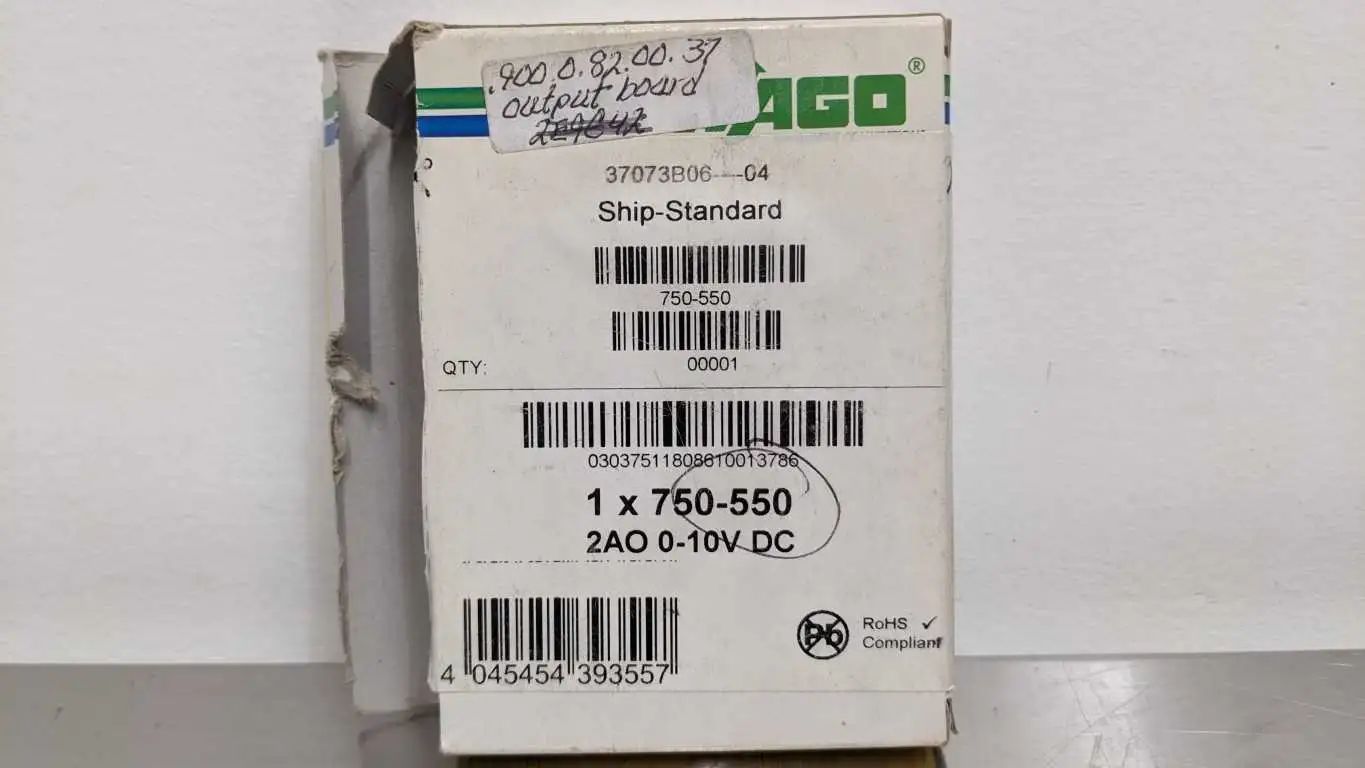 .900.0.82.00.37
output board
AGO®
37073B06----04
Ship-Standard
750-550
QTY: 00001
03037511808610013786
1 x 750-550
2AO 0-10V DC
4 045454 393557
Pb
RoHS ✓
Compliant